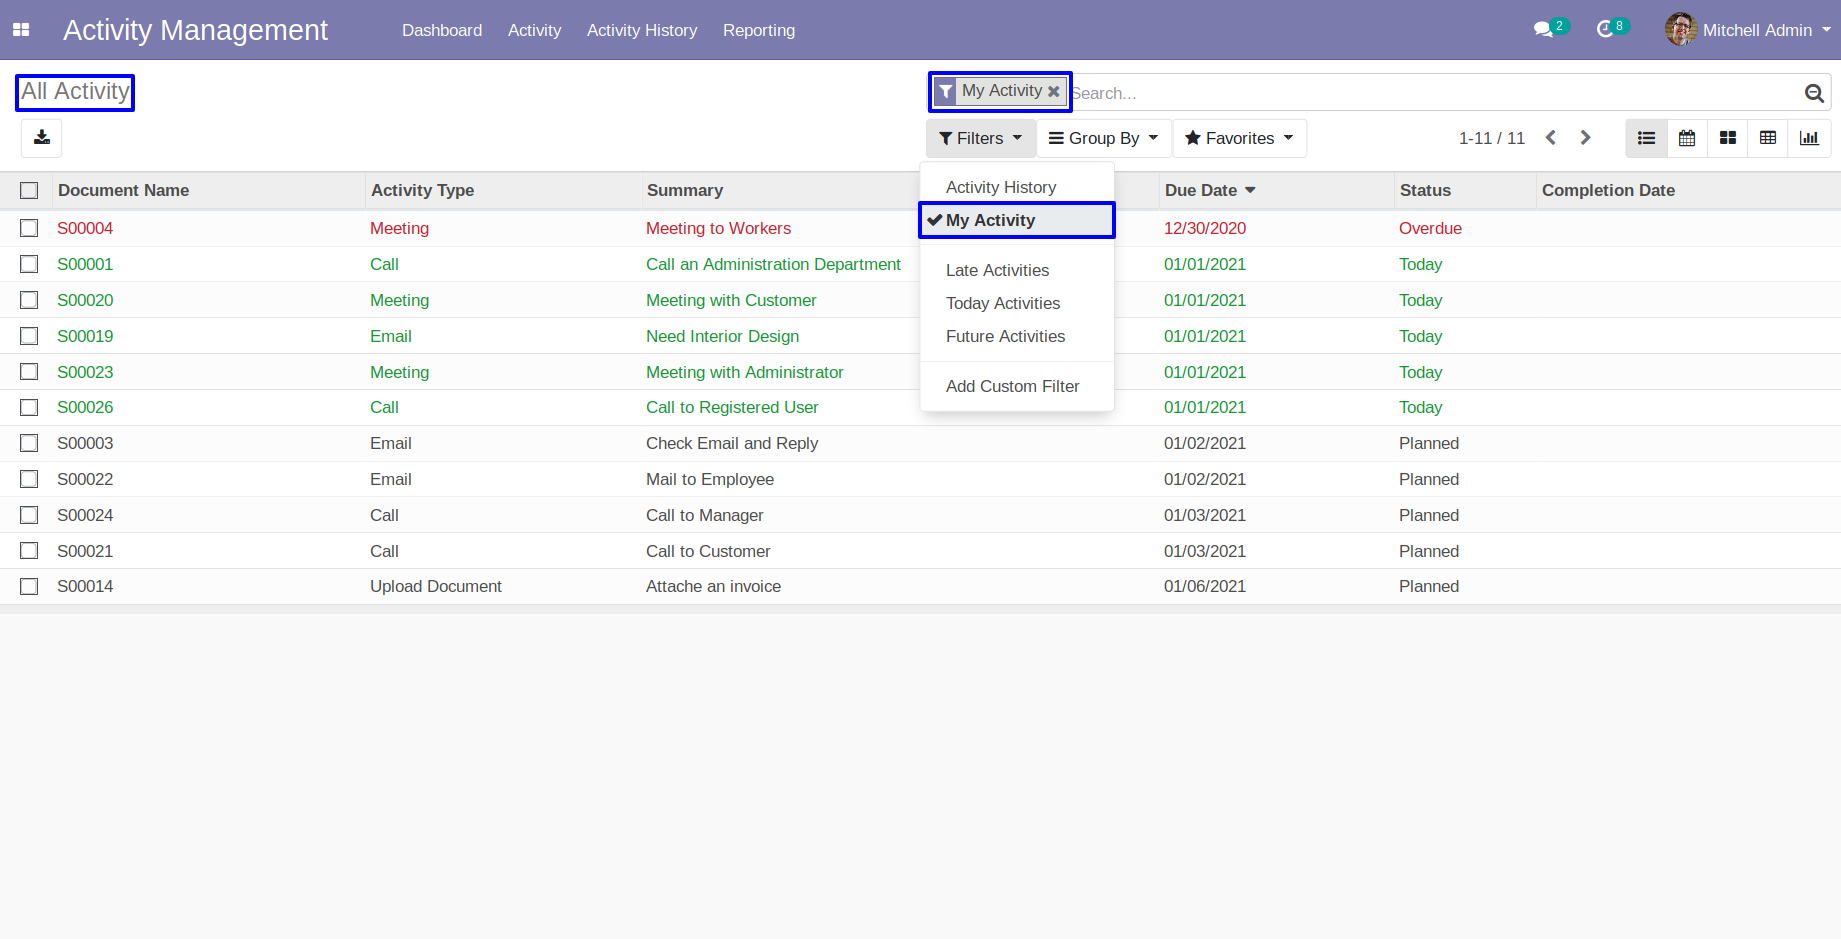 Activity Management Dashboard Activity Activity History Reporting 2 8 Mitchell Admin
All Activity My Activity Search...
Filters Group By Favorites 1-11 / 11
Document Name Activity Type Summary Due Date Status Completion Date
S00004 Meeting Meeting to Workers 12/30/2020 Overdue
S00001 Call Call an Administration Department 01/01/2021 Today
S00020 Meeting Meeting with Customer 01/01/2021 Today
S00019 Email Need Interior Design 01/01/2021 Today
S00023 Meeting Meeting with Administrator 01/01/2021 Today
S00026 Call Call to Registered User 01/01/2021 Today
S00003 Email Check Email and Reply 01/02/2021 Planned
S00022 Email Mail to Employee 01/02/2021 Planned
S00024 Call Call to Manager 01/03/2021 Planned
S00021 Call Call to Customer 01/03/2021 Planned
S00014 Upload Document Attache an invoice 01/06/2021 Planned
Activity History
My Activity
Late Activities
Today Activities
Future Activities
Add Custom Filter